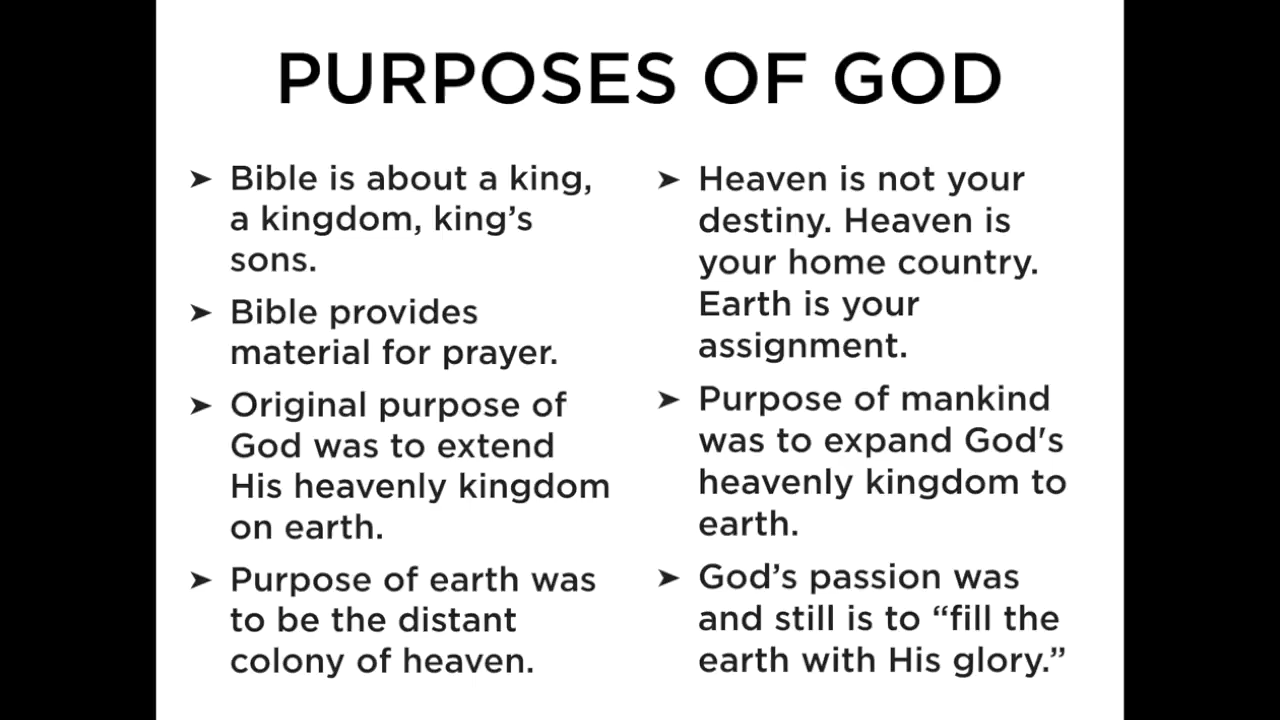 PURPOSES OF GOD
➤ Bible is about a king,
a kingdom, king’s
sons.
➤ Bible provides
material for prayer.
➤ Original purpose of
God was to extend
His heavenly kingdom
on earth.
➤ Purpose of earth was
to be the distant
colony of heaven.
➤ Heaven is not your
destiny. Heaven is
your home country.
Earth is your
assignment.
➤ Purpose of mankind
was to expand God's
heavenly kingdom to
earth.
➤ God’s passion was
and still is to “fill the
earth with His glory.”